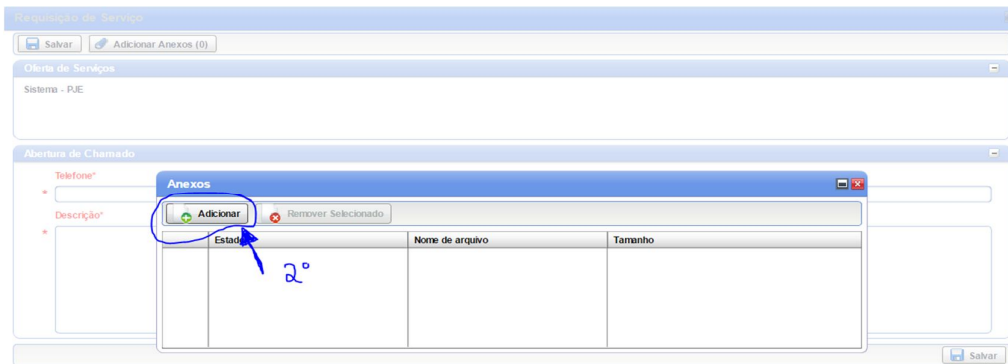 Requisição de Serviço
Salvar
Adicionar Anexos (0)
Oferta de Serviços
Sistema - PJE
Abertura de Chamado
Telefone*
*
Descrição*
*
Anexos
Adicionar
Remover Selecionado
Estado
Nome de arquivo
Tamanho
2º
Salvar